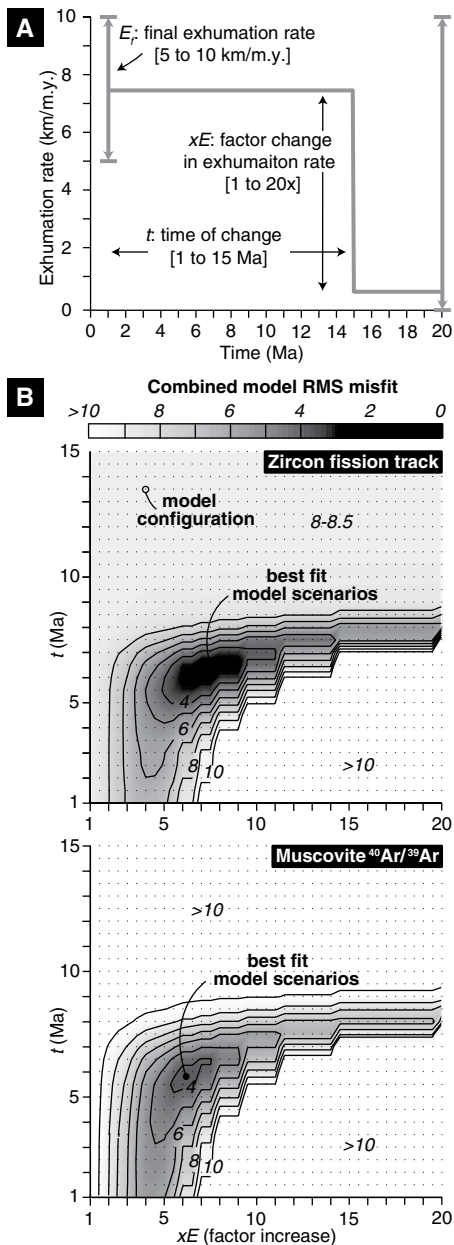 A
Exhumation rate (km/m.y.)
10
8
6
4
2
0
E_f: final exhumation rate
[5 to 10 km/m.y.]
xE: factor change
in exhumaiton rate
[1 to 20x]
t: time of change
[1 to 15 Ma]
0 2 4 6 8 10 12 14 16 18 20
Time (Ma)
B
Combined model RMS misfit
>10 8 6 4 2 0
Zircon fission track
15
10
5
1
t (Ma)
model
configuration
8-8.5
best fit
model scenarios
4
6
8
10
>10
1 5 10 15 20
Muscovite ⁴⁰Ar/³⁹Ar
15
10
5
1
t (Ma)
>10
best fit
model scenarios
4
6
8
10
>10
1 5 10 15 20
xE (factor increase)